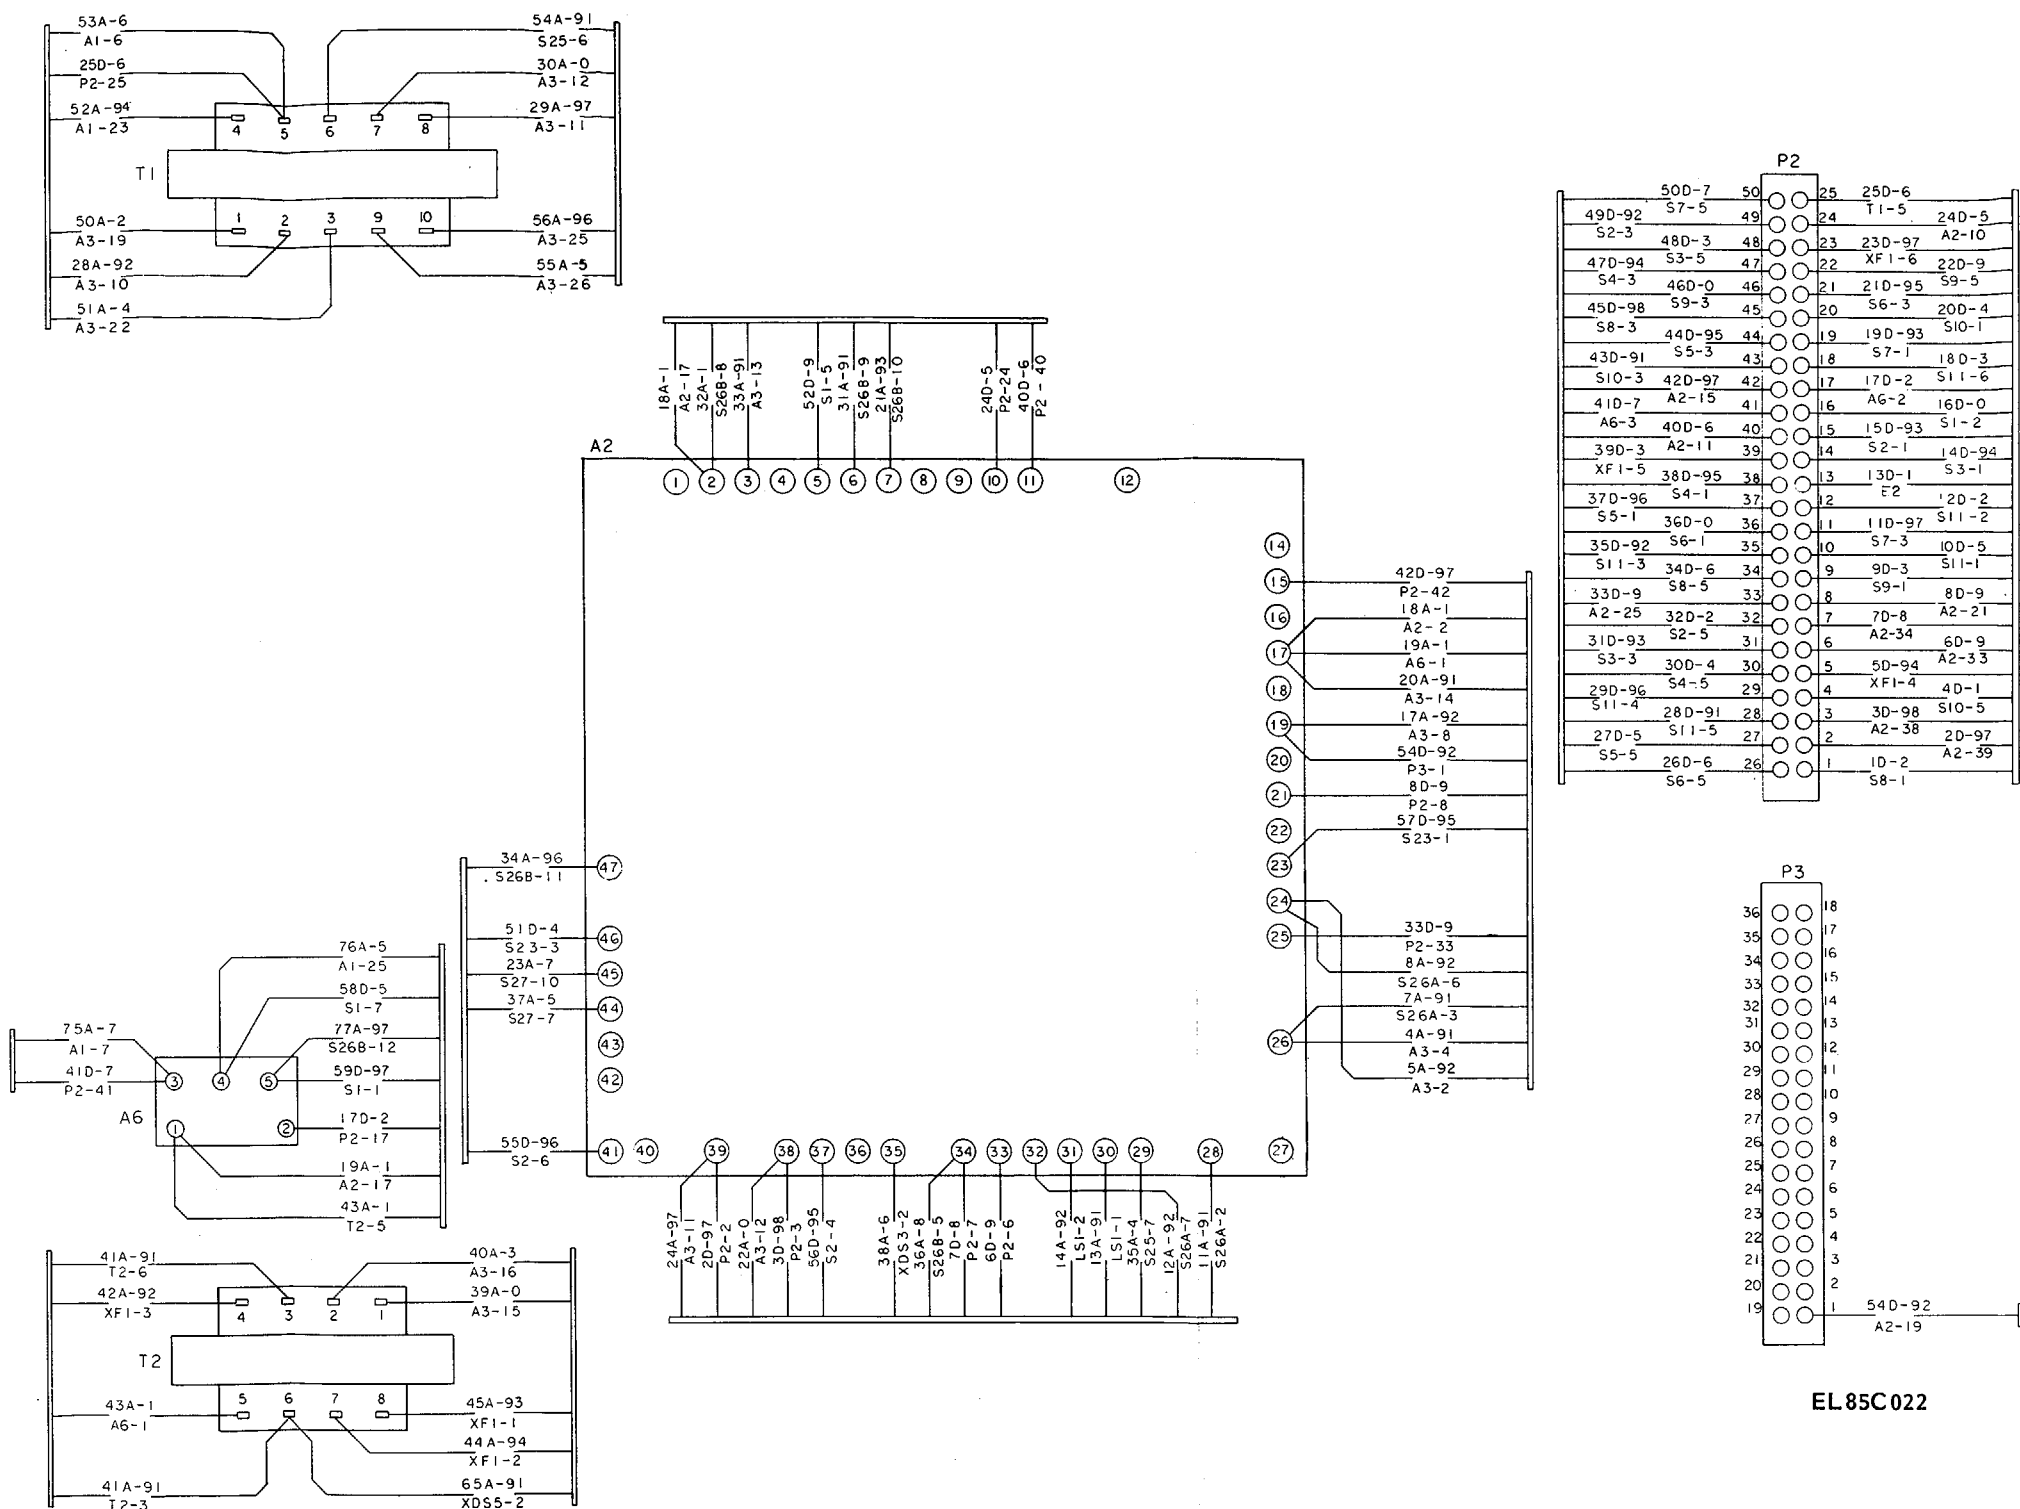 53A-6
A1-6
25D-6
P2-25
52A-94
A1-23
54A-91
S25-6
30A-0
A3-12
29A-97
A3-11
4 5 6 7 8
T1
1 2 3 9 10
50A-2
A3-19
28A-92
A3-10
51A-4
A3-22
56A-96
A3-25
55A-5
A3-26
18A-1
A2-17
32A-1
S26B-8
33A-91
A3-13
52D-9
S1-5
31A-91
S26B-9
21A-93
S26B-10
24D-5
P2-24
40D-6
P2-40
A2
1 2 3 4 5 6 7 8 9 10 11 12
14
15
16
17
18
19
20
21
22
23
24
25
26
27
42D-97
P2-42
18A-1
A2-2
19A-1
A6-1
20A-91
A3-14
17A-92
A3-8
54D-92
P3-1
8D-9
P2-8
57D-95
S23-1
33D-9
P2-33
8A-92
S26A-6
7A-91
S26A-3
4A-91
A3-4
5A-92
A3-2
34A-96
S26B-11
47
51D-4
S23-3
46
23A-7
S27-10
45
37A-5
S27-7
44
43
42
55D-96
S2-6
41 40 39 38 37 36 35 34 33 32 31 30 29 28
24A-97
A3-11
2D-97
P2-2
22A-0
A3-12
3D-98
P2-3
56D-95
S2-4
38A-6
XDS3-2
36A-8
S26B-5
7D-8
P2-7
6D-9
P2-6
14A-92
LS1-2
13A-91
LS1-1
35A-4
S25-7
12A-92
S26A-7
11A-91
S26A-2
76A-5
A1-25
58D-5
S1-7
77A-97
S26B-12
75A-7
A1-7
41D-7
P2-41
3 4 5
59D-97
S1-1
A6
1 2
17D-2
P2-17
19A-1
A2-17
43A-1
T2-5
41A-91
T2-6
42A-92
XF1-3
40A-3
A3-16
39A-0
A3-15
4 3 2 1
T2
5 6 7 8
43A-1
A6-1
41A-91
T2-3
45A-93
XF1-1
44A-94
XF1-2
65A-91
XDS5-2
P2
50D-7 50 25 25D-6
S7-5 T1-5
49D-92 49 24 24D-5
S2-3 A2-10
48D-3 48 23 23D-97
S3-5 XF1-6
47D-94 47 22 22D-9
S4-3 S9-5
46D-0 46 21 21D-95
S9-3 S6-3
45D-98 45 20 20D-4
S8-3 S10-1
44D-95 44 19 19D-93
S5-3 S7-1
43D-91 43 18 18D-3
S10-3 S11-6
42D-97 42 17 17D-2
A2-15 A6-2
41D-7 41 16 16D-0
A6-3 S1-2
40D-6 40 15 15D-93
A2-11 S2-1
39D-3 39 14 14D-94
XF1-5 S3-1
38D-95 38 13 13D-1
S4-1 E2
37D-96 37 12 12D-2
S5-1 S11-2
36D-0 36 11 11D-97
S6-1 S7-3
35D-92 35 10 10D-5
S11-3 S11-1
34D-6 34 9 9D-3
S8-5 S9-1
33D-9 33 8 8D-9
A2-25 A2-21
32D-2 32 7 7D-8
S2-5 A2-34
31D-93 31 6 6D-9
S3-3 A2-33
30D-4 30 5 5D-94
S4-5 XF1-4
29D-96 29 4 4D-1
S11-4 S10-5
28D-91 28 3 3D-98
S11-5 A2-38
27D-5 27 2 2D-97
S5-5 A2-39
26D-6 26 1 1D-2
S6-5 S8-1
P3
36 18
35 17
34 16
33 15
32 14
31 13
30 12
29 11
28 10
27 9
26 8
25 7
24 6
23 5
22 4
21 3
20 2
19 1 54D-92
A2-19
EL85C022